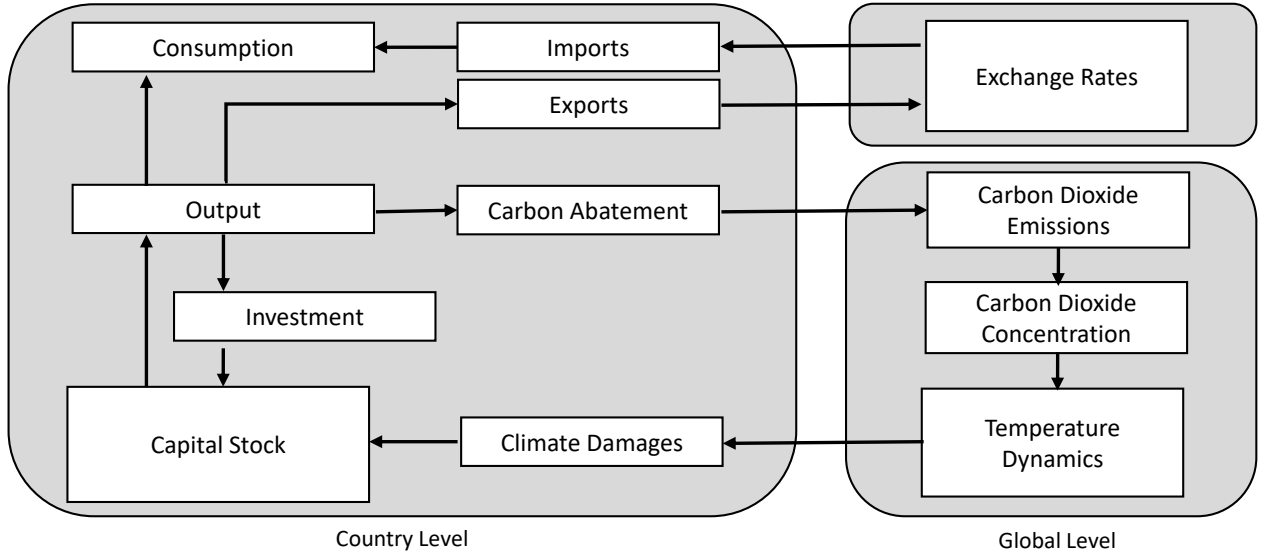 Consumption
Imports
Exports
Exchange Rates
Output
Carbon Abatement
Carbon Dioxide
Emissions
Investment
Carbon Dioxide
Concentration
Capital Stock
Climate Damages
Temperature
Dynamics
Country Level
Global Level